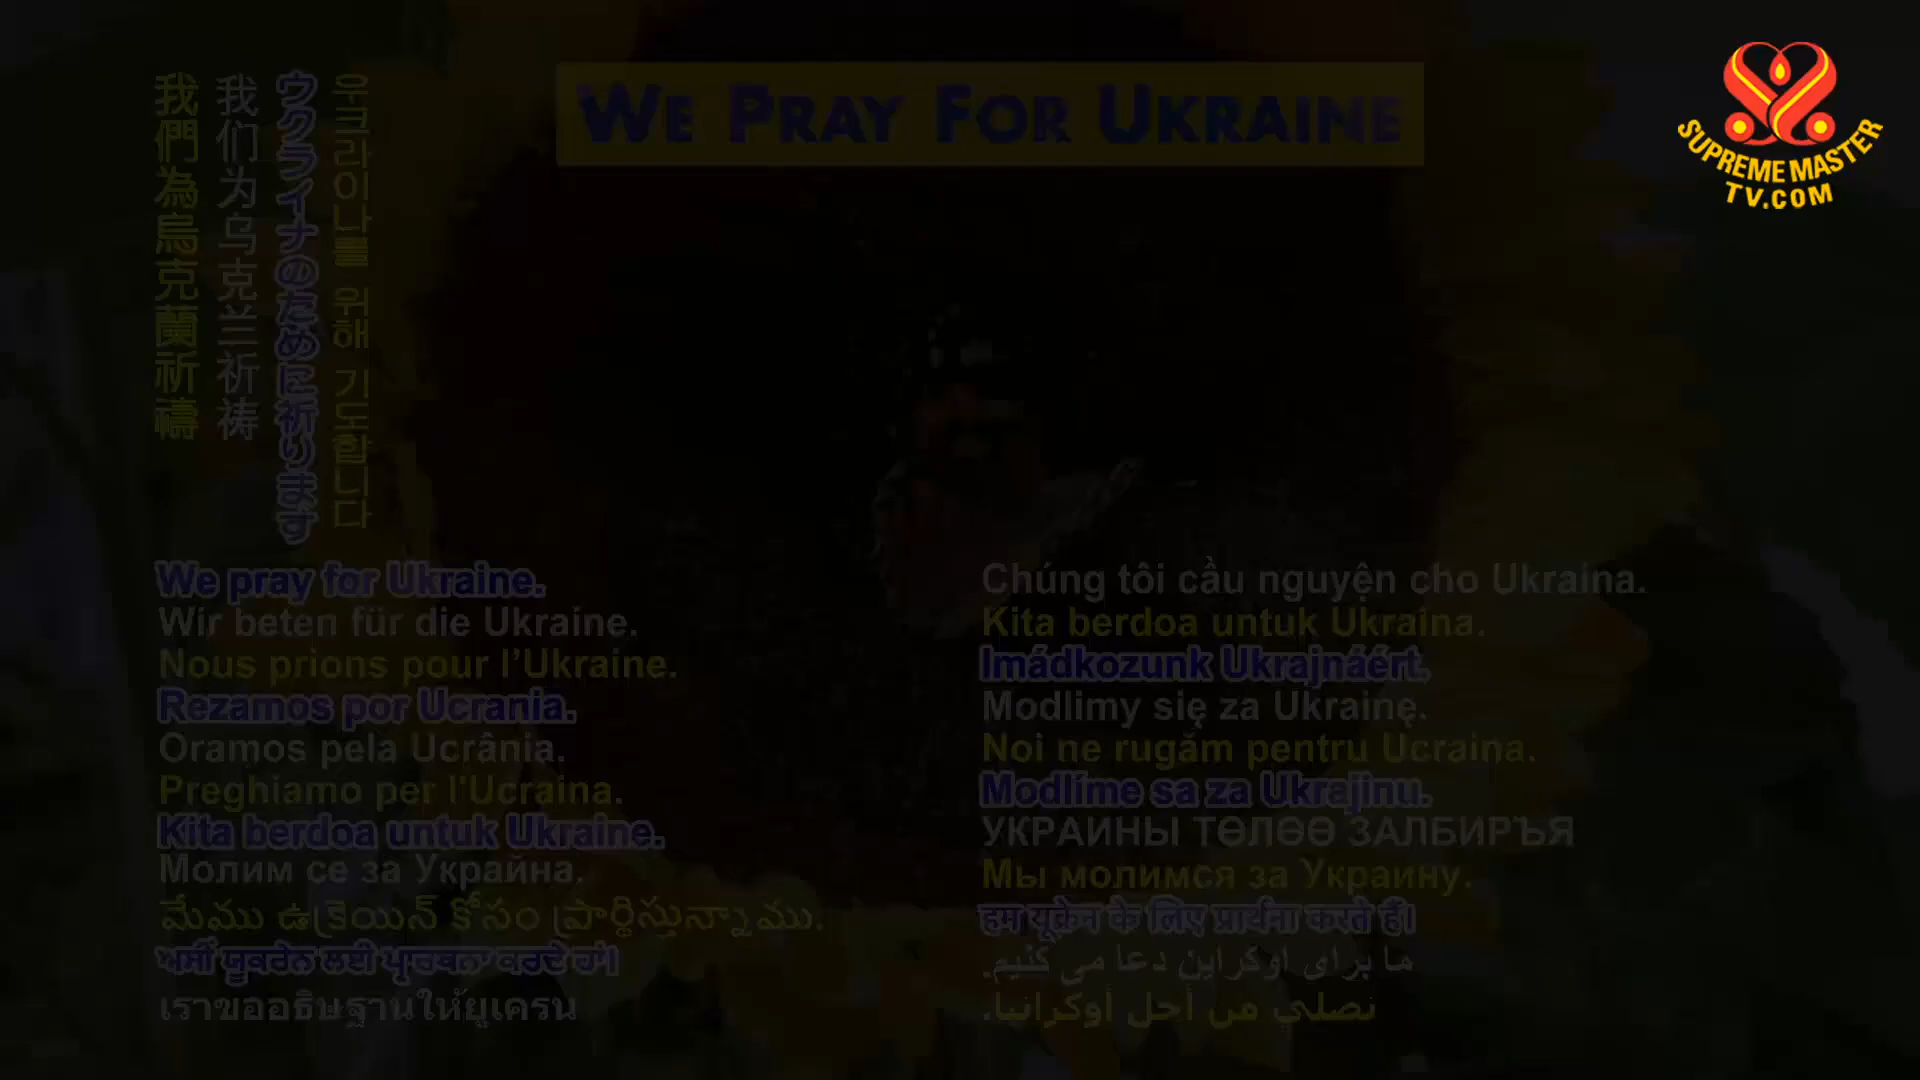 WE PRAY FOR UKRAINE
SUPREME MASTER
TV.COM
我們為烏克蘭祈禱
我们为乌克兰祈祷
ウクライナのために祈ります
우크라이나를 위해 기도합니다
We pray for Ukraine.
Wir beten für die Ukraine.
Nous prions pour l’Ukraine.
Rezamos por Ucrania.
Oramos pela Ucrânia.
Preghiamo per l'Ucraina.
Kita berdoa untuk Ukraine.
Молим се за Украйна.
మేము ఉక్రెయిన్ కోసం ప్రార్థిస్తున్నాము.
ਅਸੀਂ ਯੂਕਰੇਨ ਲਈ ਪ੍ਰਾਰਥਨਾ ਕਰਦੇ ਹਾਂ।
เราขออธิษฐานให้ยูเครน
Chúng tôi cầu nguyện cho Ukraina.
Kita berdoa untuk Ukraina.
Imádkozunk Ukrajnáért.
Modlimy się za Ukrainę.
Noi ne rugăm pentru Ucraina.
Modlíme sa za Ukrajinu.
УКРАИНЫ ТӨЛӨӨ ЗАЛБИРЪЯ
Мы молимся за Украину.
हम यूक्रेन के लिए प्रार्थना करते हैं।
ما برای اوکراین دعا می کنیم.
نصلي من أجل أوكرانيا.